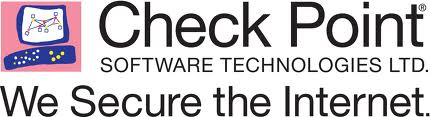 Check Point®
SOFTWARE TECHNOLOGIES LTD.
We Secure the Internet.